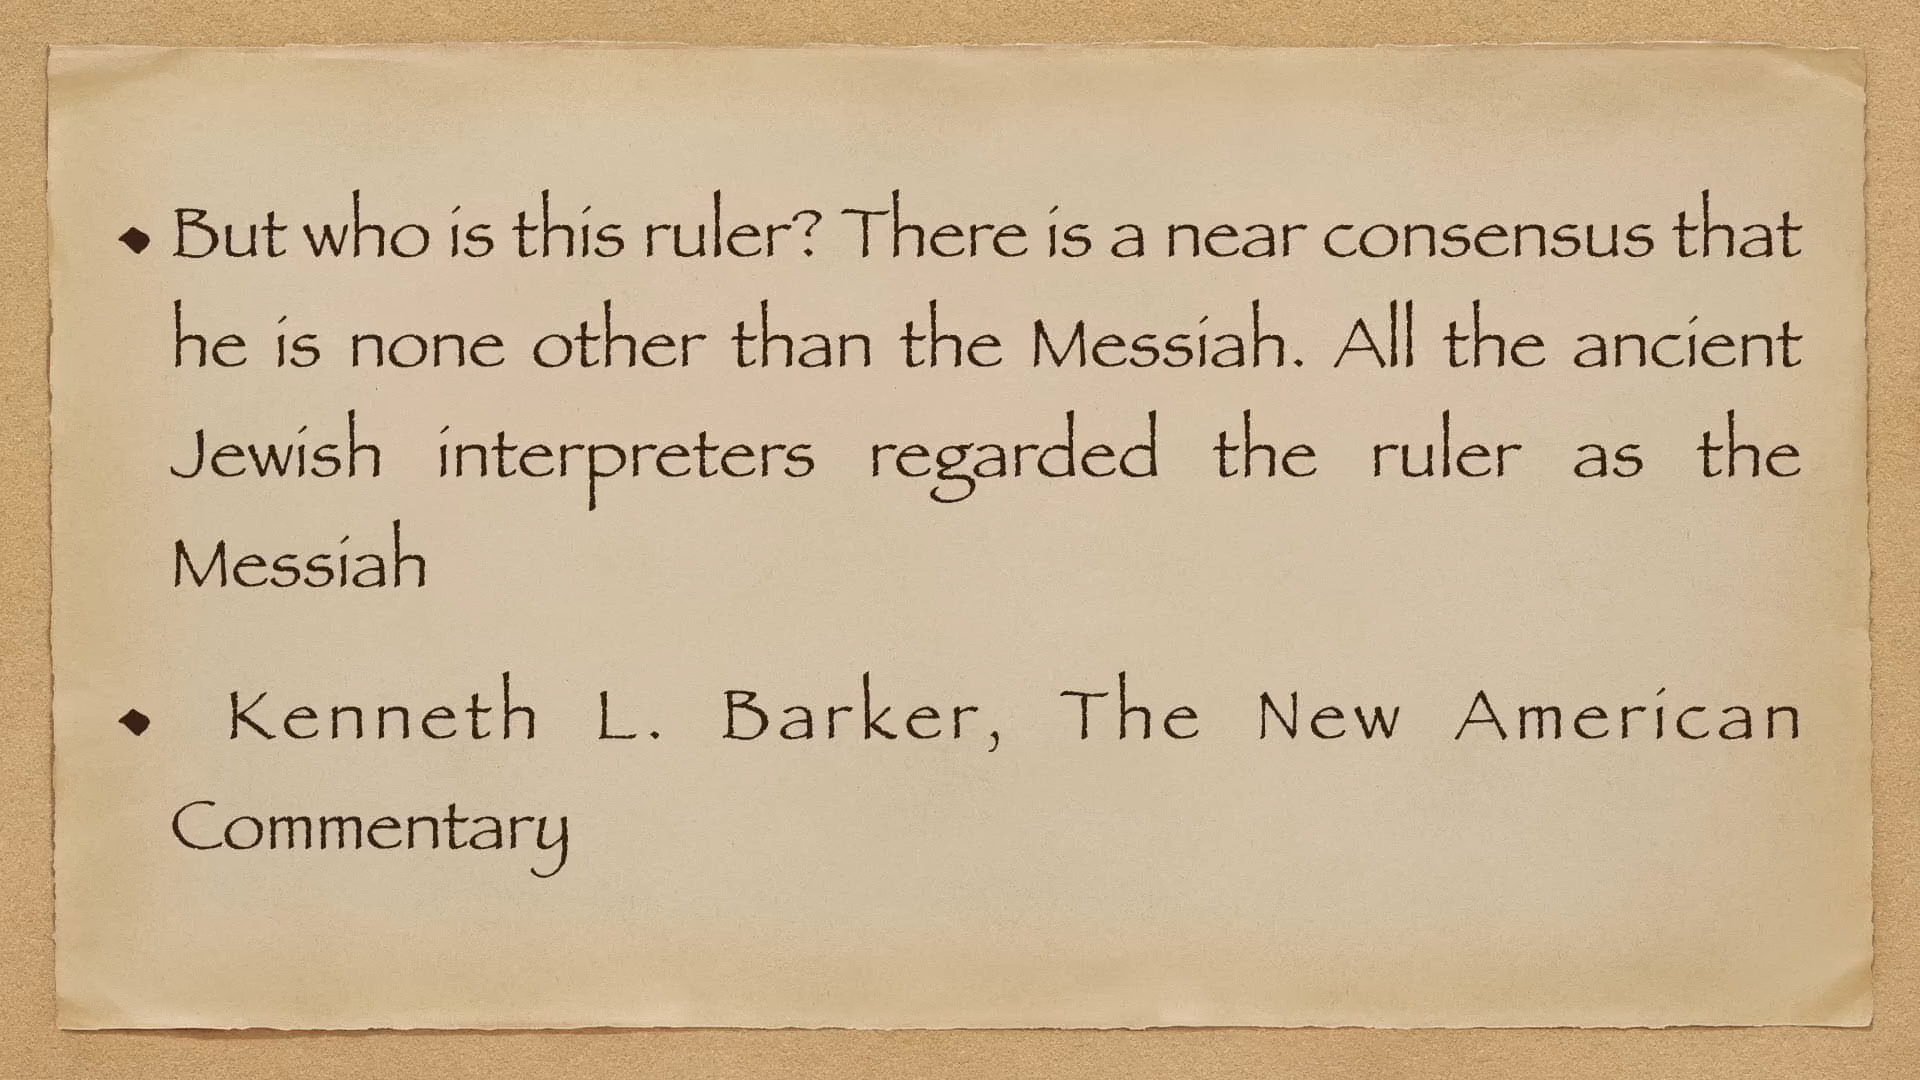 • But who is this ruler? There is a near consensus that
he is none other than the Messiah. All the ancient
Jewish interpreters regarded the ruler as the
Messiah
• Kenneth L. Barker, The New American
Commentary